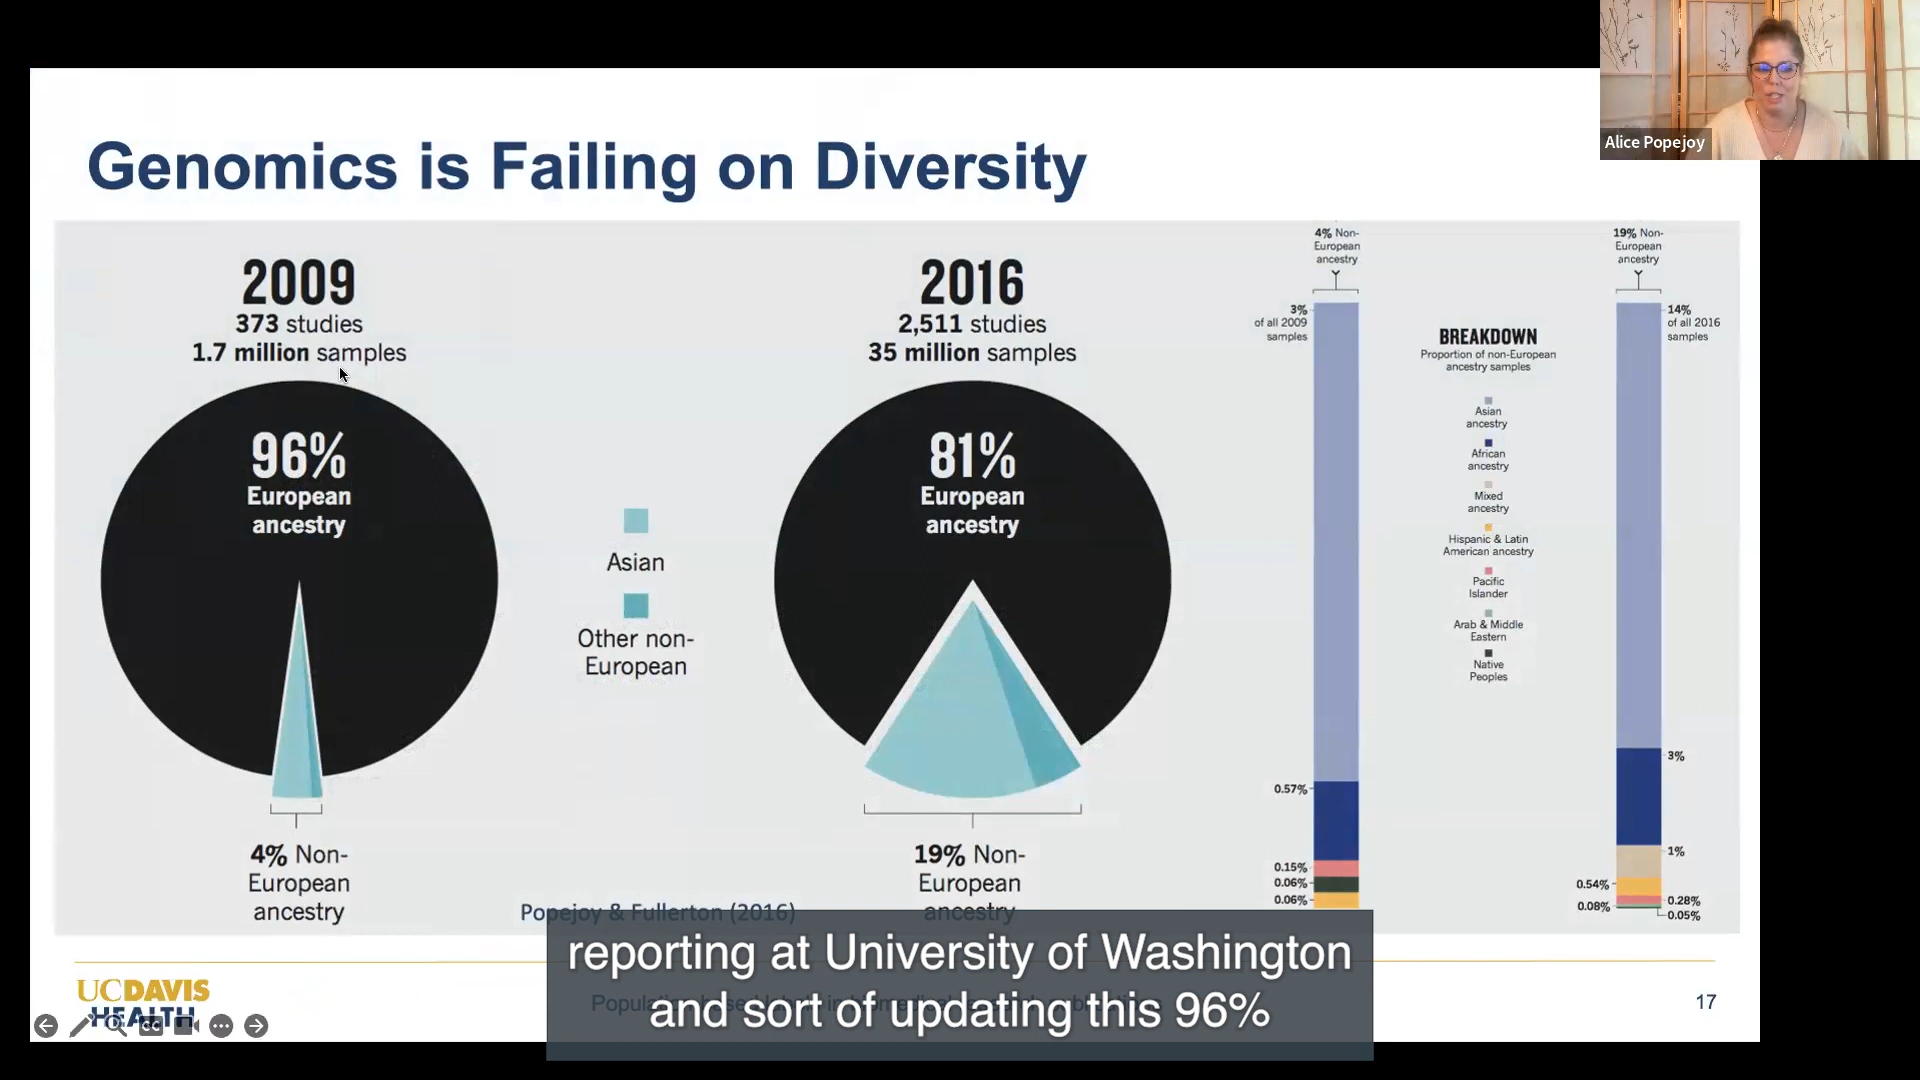 Alice Popejoy
Genomics is Failing on Diversity
2009
373 studies
1.7 million samples
96%
European
ancestry
4% Non-
European
ancestry
Asian
Other non-
European
2016
2,511 studies
35 million samples
81%
European
ancestry
19% Non-
European
ancestry
Popejoy & Fullerton (2016)
4% Non-
European
ancestry
3%
of all 2009
samples
0.57%
0.15%
0.06%
0.06%
BREAKDOWN
Proportion of non-European
ancestry samples
Asian
ancestry
African
ancestry
Mixed
ancestry
Hispanic & Latin
American ancestry
Pacific
Islander
Arab & Middle
Eastern
Native
Peoples
19% Non-
European
ancestry
14%
of all 2016
samples
3%
1%
0.54%
0.28%
0.08%
0.05%
reporting at University of Washington
and sort of updating this 96%
UCDAVIS
HEALTH
17